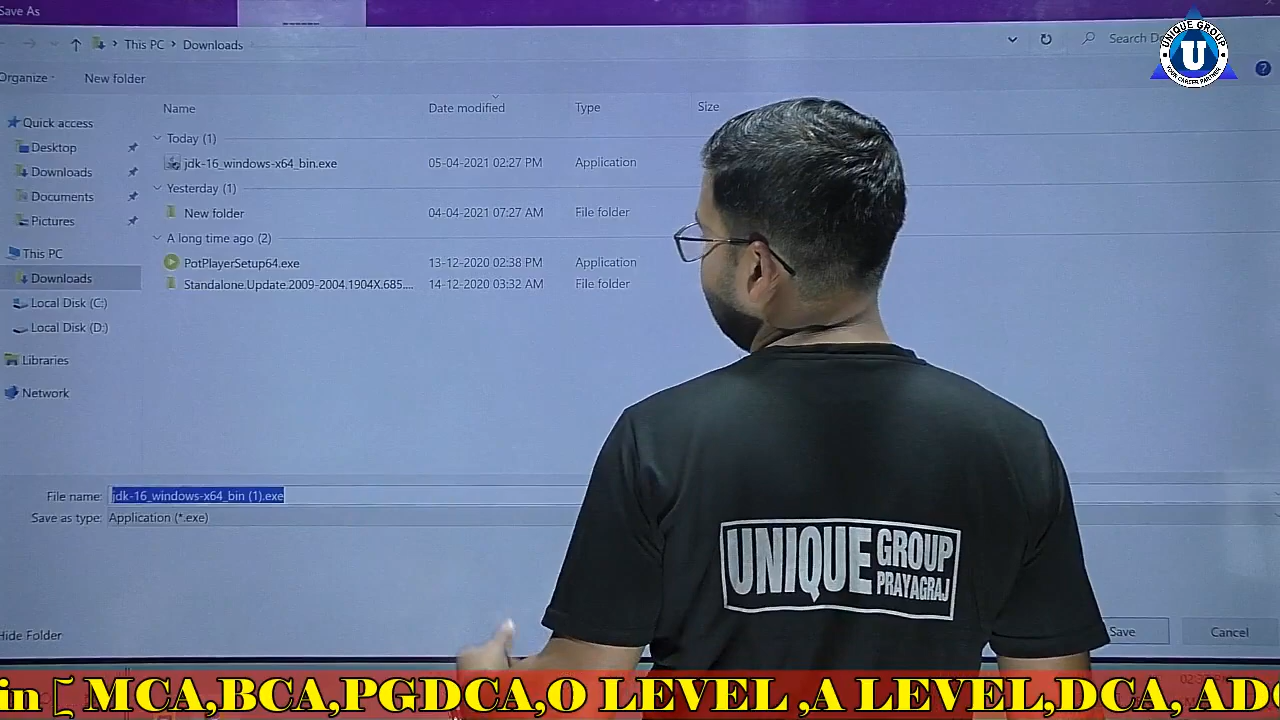 Save As
This PC > Downloads
Search D
Organize
New folder
Name
Date modified
Type
Size
Quick access
Desktop
Downloads
Documents
Pictures
This PC
Downloads
Local Disk (C:)
Local Disk (D:)
Libraries
Network
Today (1)
jdk-16_windows-x64_bin.exe 05-04-2021 02:27 PM Application
Yesterday (1)
New folder 04-04-2021 07:27 AM File folder
A long time ago (2)
PotPlayerSetup64.exe 13-12-2020 02:38 PM Application
Standalone.Update.2009-2004.1904X.685.... 14-12-2020 03:32 AM File folder
File name: jdk-16_windows-x64_bin (1).exe
Save as type: Application (*.exe)
Hide Folder
Save
Cancel
UNIQUE GROUP
U
YOUR CAREER PARTNER
UNIQUE GROUP
PRAYAGRAJ
in [ MCA,BCA,PGDCA,O LEVEL ,A LEVEL,DCA, ADC